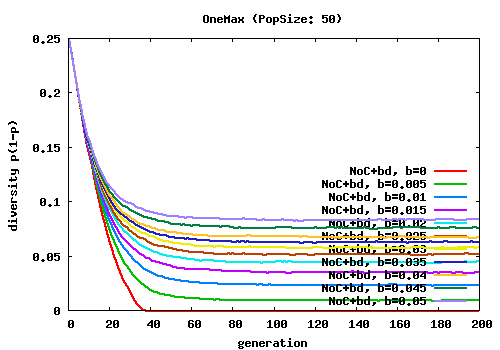 OneMax (PopSize: 50)
0.25
0.2
0.15
0.1
0.05
0
diversity p(1-p)
NoC+bd, b=0
NoC+bd, b=0.005
NoC+bd, b=0.01
NoC+bd, b=0.015
NoC+bd, b=0.02
NoC+bd, b=0.025
NoC+bd, b=0.03
NoC+bd, b=0.035
NoC+bd, b=0.04
NoC+bd, b=0.045
NoC+bd, b=0.05
0 20 40 60 80 100 120 140 160 180 200
generation